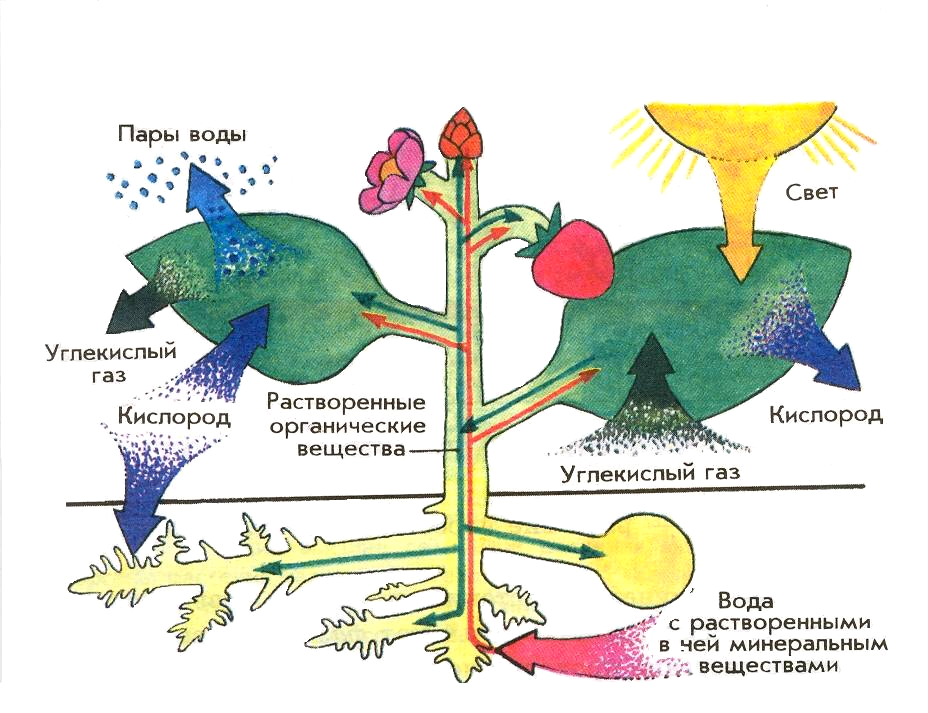 Пары воды
Свет
Углекислый
газ
Кислород
Растворенные
органические
вещества
Кислород
Углекислый газ
Вода
с растворенными
в ней минеральным
веществами